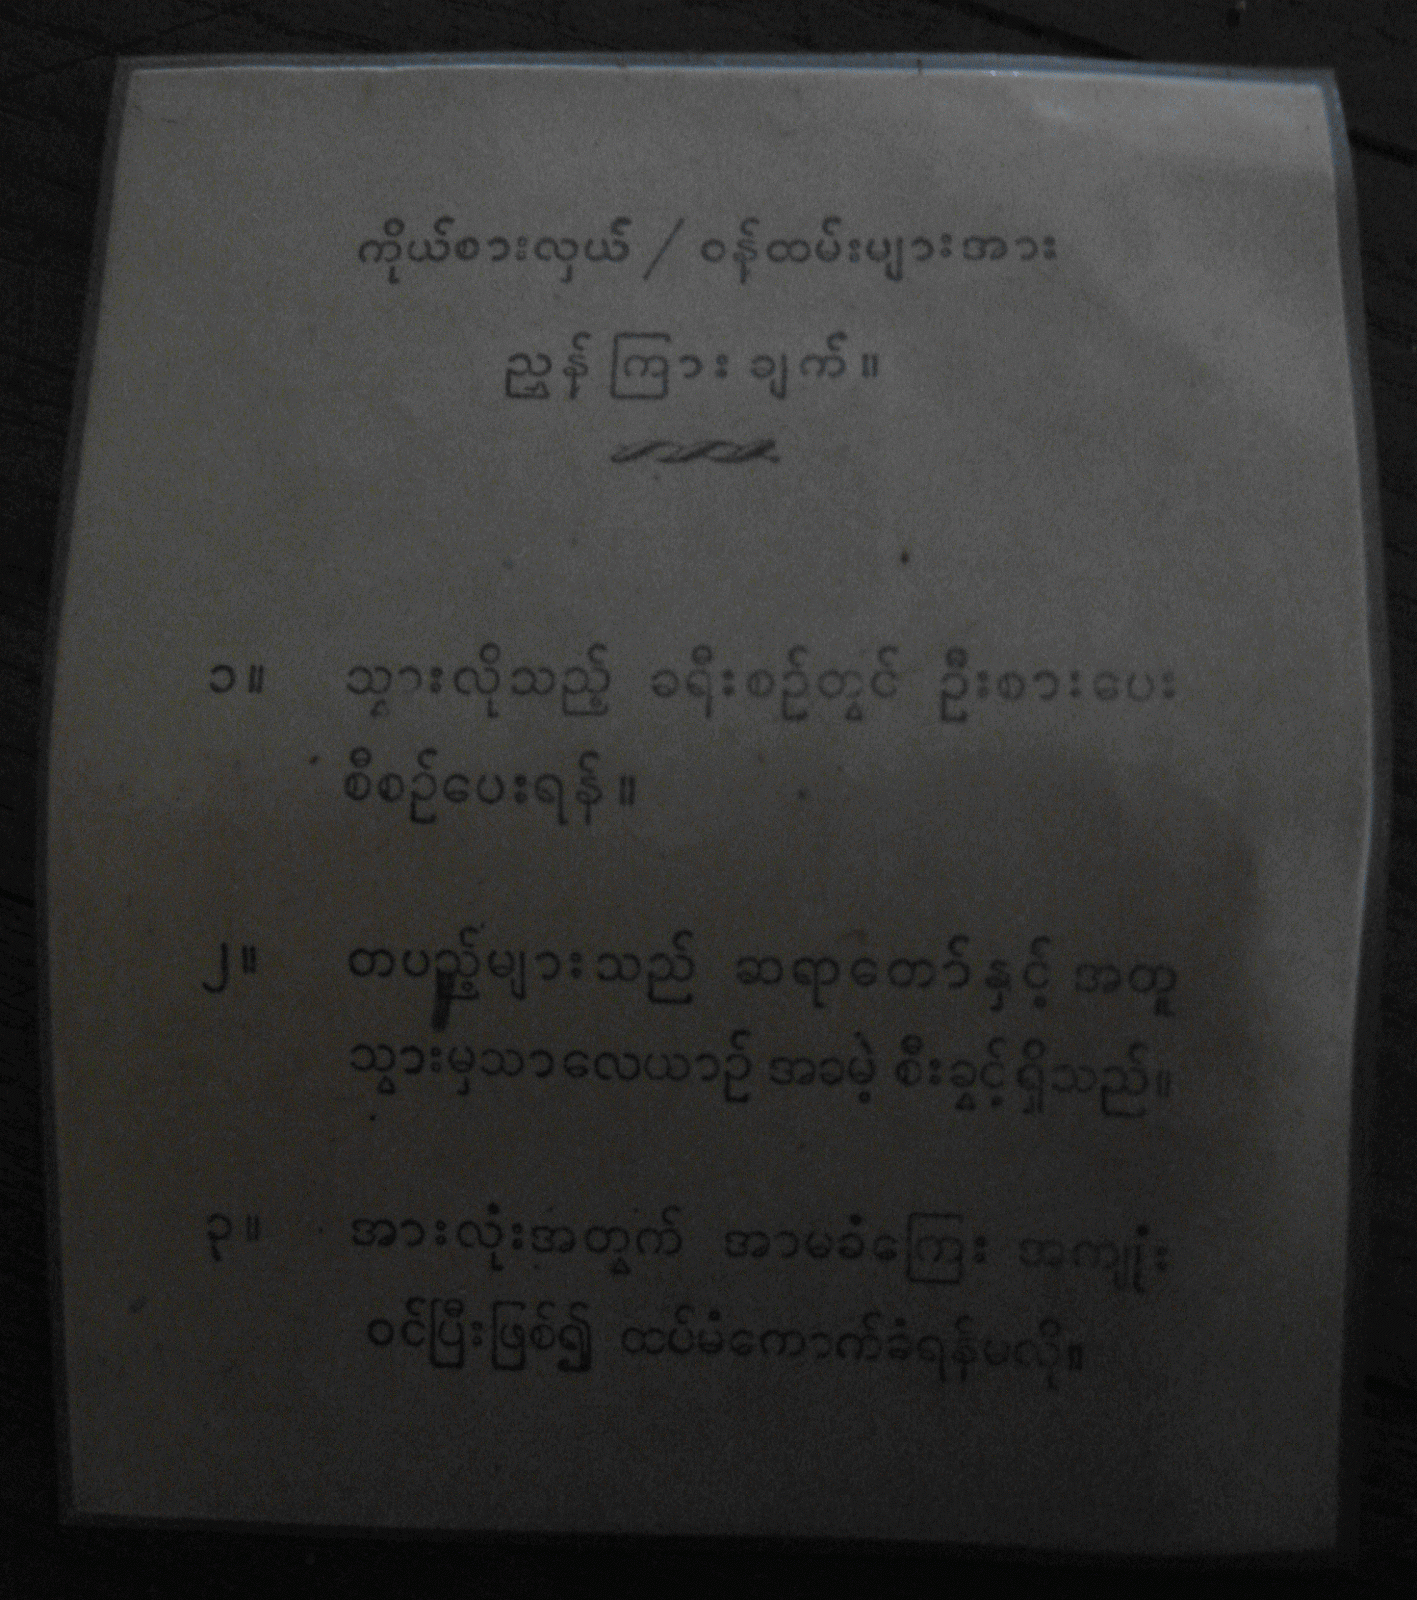 ကိုယ်စားလှယ် / ဝန်ထမ်းများအား
ညွှန် ကြား ချက်။
၁။ သွားလိုသည့် ခရီးစဉ်တွင် ဦးစားပေး
စီစဉ်ပေးရန်။
၂။ တပည့်များသည် ဆရာတော်နှင့် အတူ
သွားမှသာလေယာဉ် အခမဲ့ စီးခွင့်ရှိသည်။
၃။ အားလုံးအတွက် အာမခံကြေး အကျုံး
ဝင်ပြီးဖြစ်၍ ထပ်မံကောက်ခံရန်မလို။